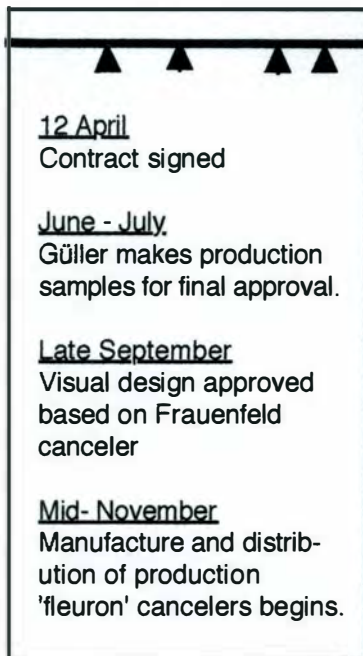 12 April
Contract signed
June - July
Güller makes production
samples for final approval.
Late September
Visual design approved
based on Frauenfeld
canceler
Mid- November
Manufacture and distrib-
ution of production
'fleuron' cancelers begins.